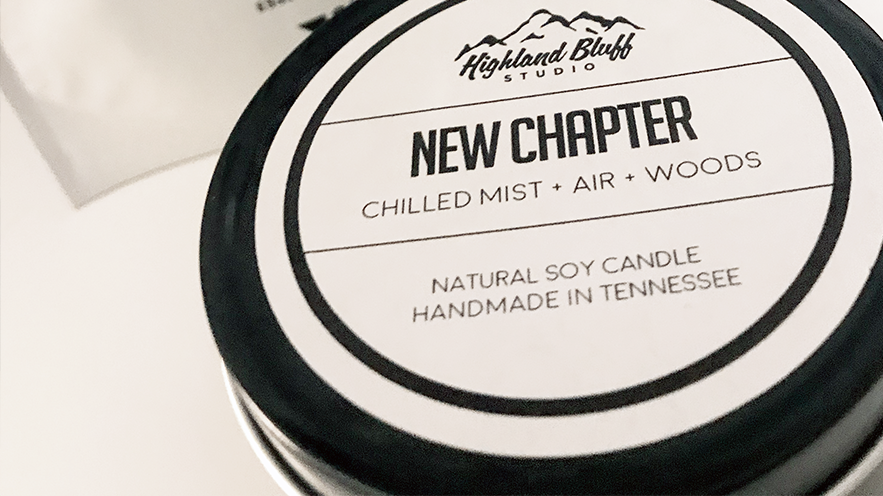 Highland Bluff
STUDIO
NEW CHAPTER
CHILLED MIST + AIR + WOODS
NATURAL SOY CANDLE
HANDMADE IN TENNESSEE